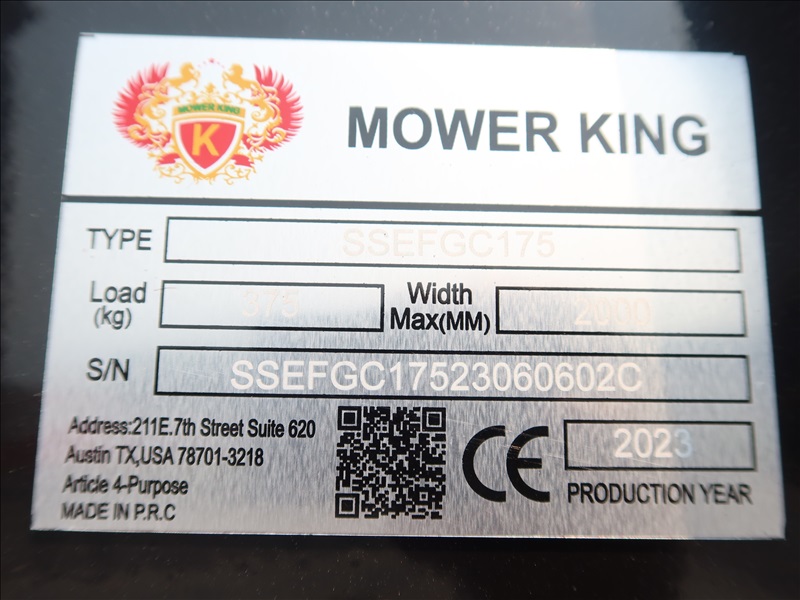 MOWER KING
K
MOWER KING
TYPE SSEFGC175
Load (kg) 375 Width Max(MM) 2000
S/N SSEFGC17523060602C
Address:211E.7th Street Suite 620
Austin TX,USA 78701-3218
Article 4-Purpose
MADE IN P.R.C
CE
2023
PRODUCTION YEAR